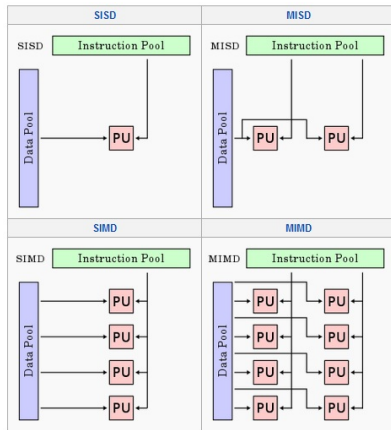 SISD
MISD
SISD Instruction Pool
Data Pool
PU
MISD Instruction Pool
Data Pool
PU PU
SIMD
MIMD
SIMD Instruction Pool
Data Pool
PU
PU
PU
PU
MIMD Instruction Pool
Data Pool
PU PU
PU PU
PU PU
PU PU